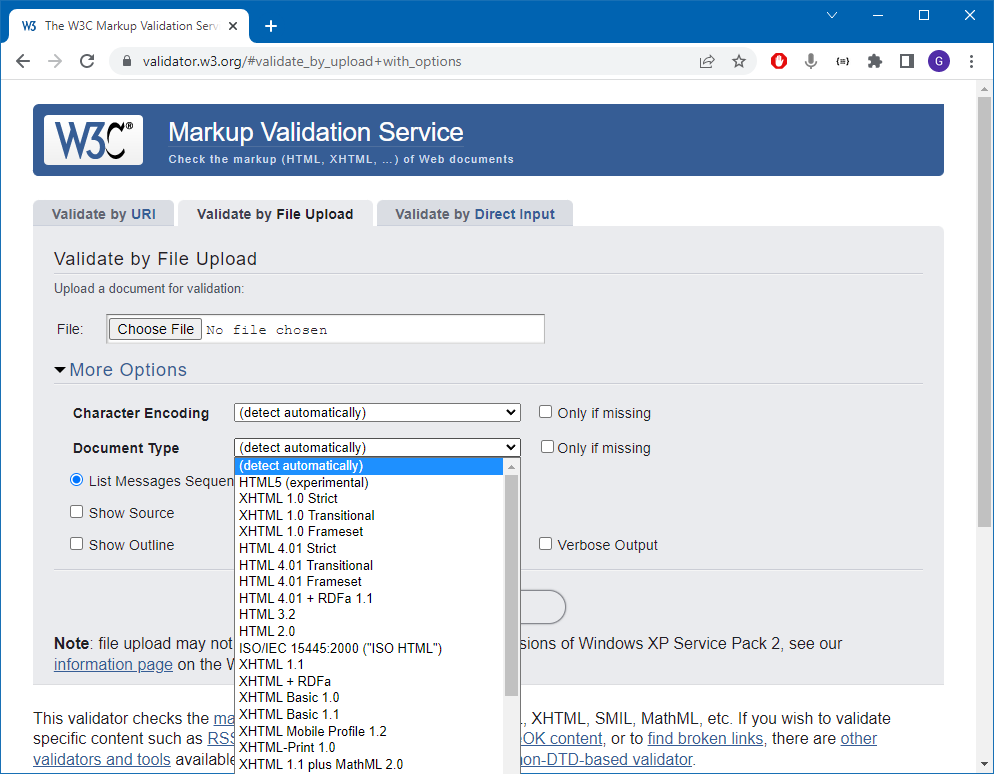 W3 The W3C Markup Validation Serv
validator.w3.org/#validate_by_upload+with_options
G
W3C® Markup Validation Service
Check the markup (HTML, XHTML, …) of Web documents
Validate by URI Validate by File Upload Validate by Direct Input
Validate by File Upload
Upload a document for validation:
File: Choose File No file chosen
More Options
Character Encoding (detect automatically) Only if missing
Document Type (detect automatically) Only if missing
(detect automatically)
List Messages Sequen
HTML5 (experimental)
XHTML 1.0 Strict
Show Source
XHTML 1.0 Transitional
XHTML 1.0 Frameset
Show Outline
HTML 4.01 Strict
Verbose Output
HTML 4.01 Transitional
HTML 4.01 Frameset
HTML 4.01 + RDFa 1.1
HTML 3.2
HTML 2.0
Note: file upload may not sions of Windows XP Service Pack 2, see our
ISO/IEC 15445:2000 ("ISO HTML")
information page on the W
XHTML 1.1
XHTML + RDFa
XHTML Basic 1.0
XHTML Basic 1.1
This validator checks the ma , XHTML, SMIL, MathML, etc. If you wish to validate
XHTML Mobile Profile 1.2
specific content such as RSS eOK content, or to find broken links, there are other
XHTML-Print 1.0
validators and tools available non-DTD-based validator.
XHTML 1.1 plus MathML 2.0